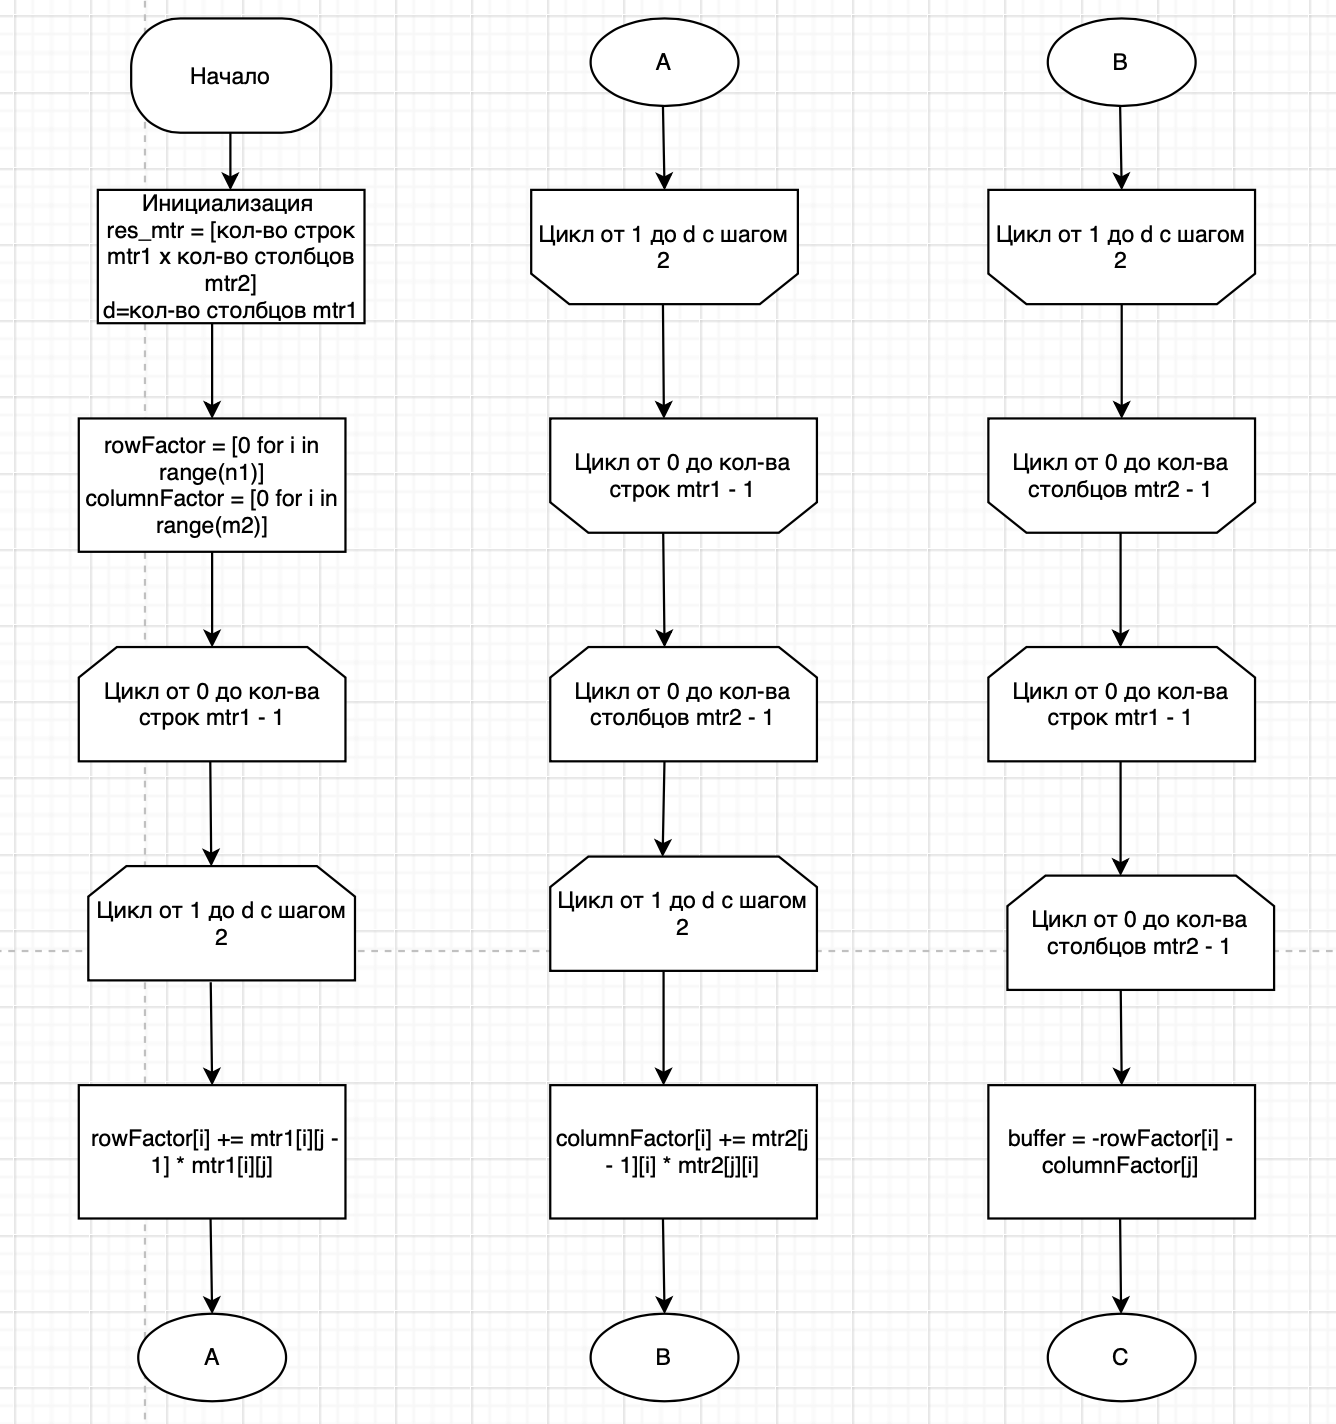 Начало
Инициализация
res_mtr = [кол-во строк
mtr1 x кол-во столбцов
mtr2]
d=кол-во столбцов mtr1
rowFactor = [0 for i in
range(n1)]
columnFactor = [0 for i in
range(m2)]
Цикл от 0 до кол-ва
строк mtr1 - 1
Цикл от 1 до d с шагом
2
rowFactor[i] += mtr1[i][j -
1] * mtr1[i][j]
A
A
Цикл от 1 до d с шагом
2
Цикл от 0 до кол-ва
строк mtr1 - 1
Цикл от 0 до кол-ва
столбцов mtr2 - 1
Цикл от 1 до d с шагом
2
columnFactor[i] += mtr2[j
- 1][i] * mtr2[j][i]
B
B
Цикл от 1 до d с шагом
2
Цикл от 0 до кол-ва
столбцов mtr2 - 1
Цикл от 0 до кол-ва
строк mtr1 - 1
Цикл от 0 до кол-ва
столбцов mtr2 - 1
buffer = -rowFactor[i] -
columnFactor[j]
C